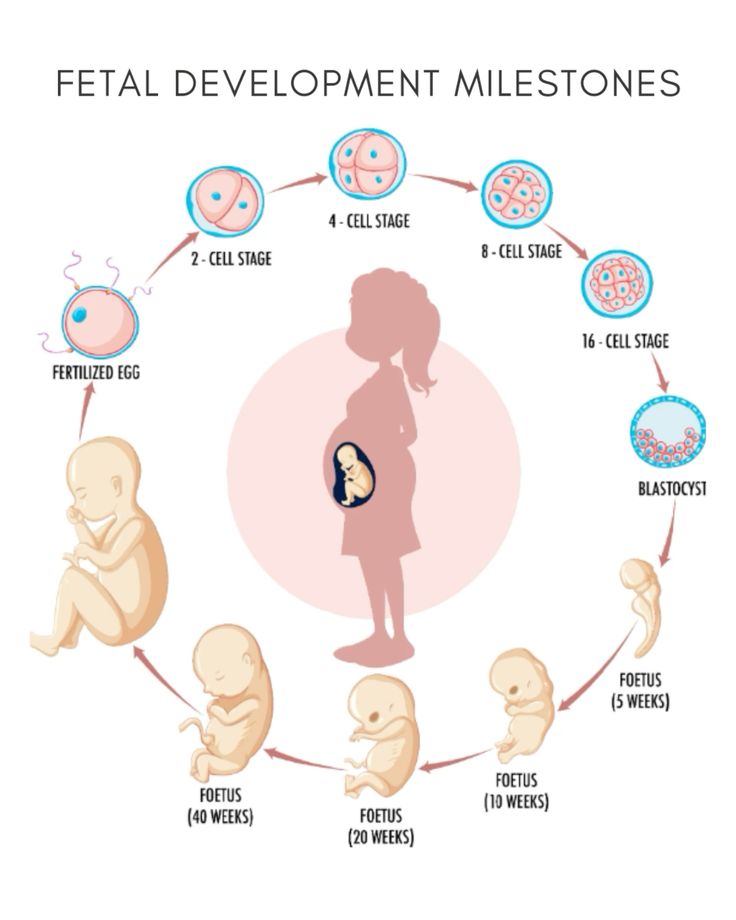 FETAL DEVELOPMENT MILESTONES
4 - CELL STAGE
2 - CELL STAGE
8 - CELL STAGE
16 - CELL STAGE
FERTILIZED EGG
BLASTOCYST
FOETUS
(5 WEEKS)
FOETUS
(10 WEEKS)
FOETUS
(20 WEEKS)
FOETUS
(40 WEEKS)